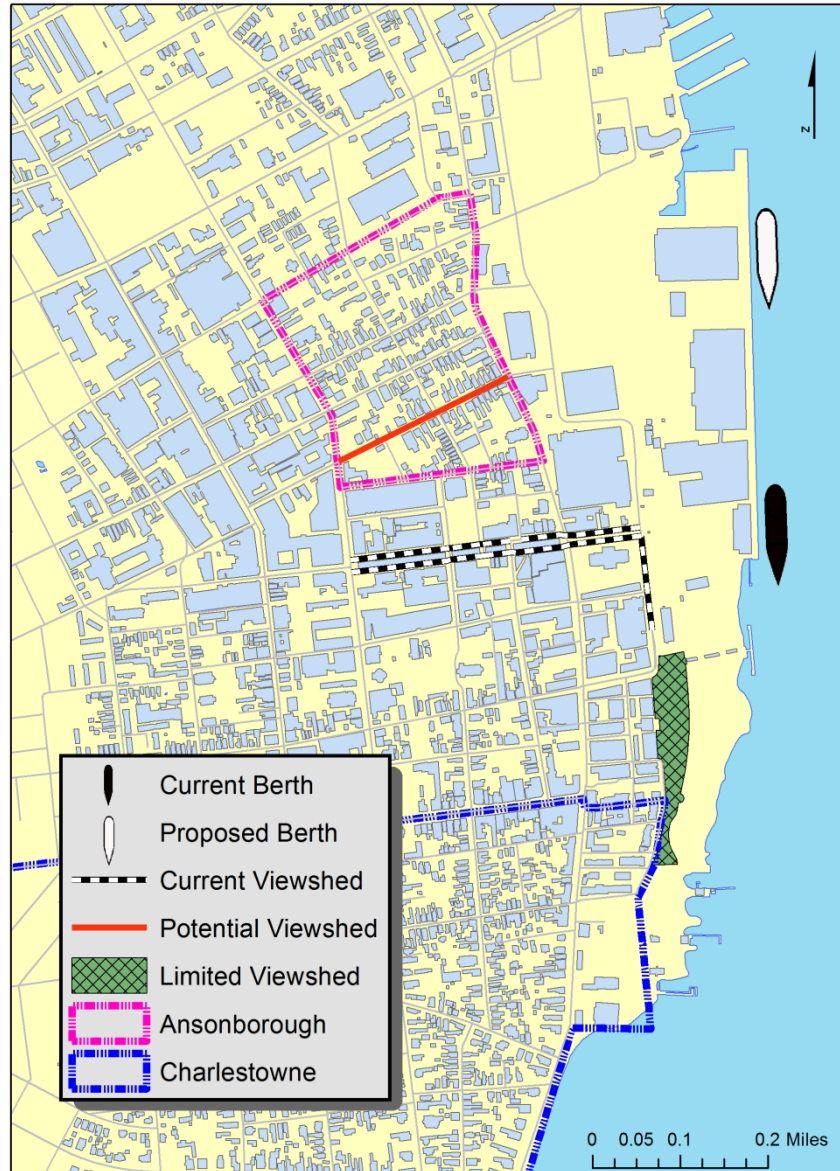 N
Current Berth
Proposed Berth
Current Viewshed
Potential Viewshed
Limited Viewshed
Ansonborough
Charlestowne
0 0.05 0.1 0.2 Miles